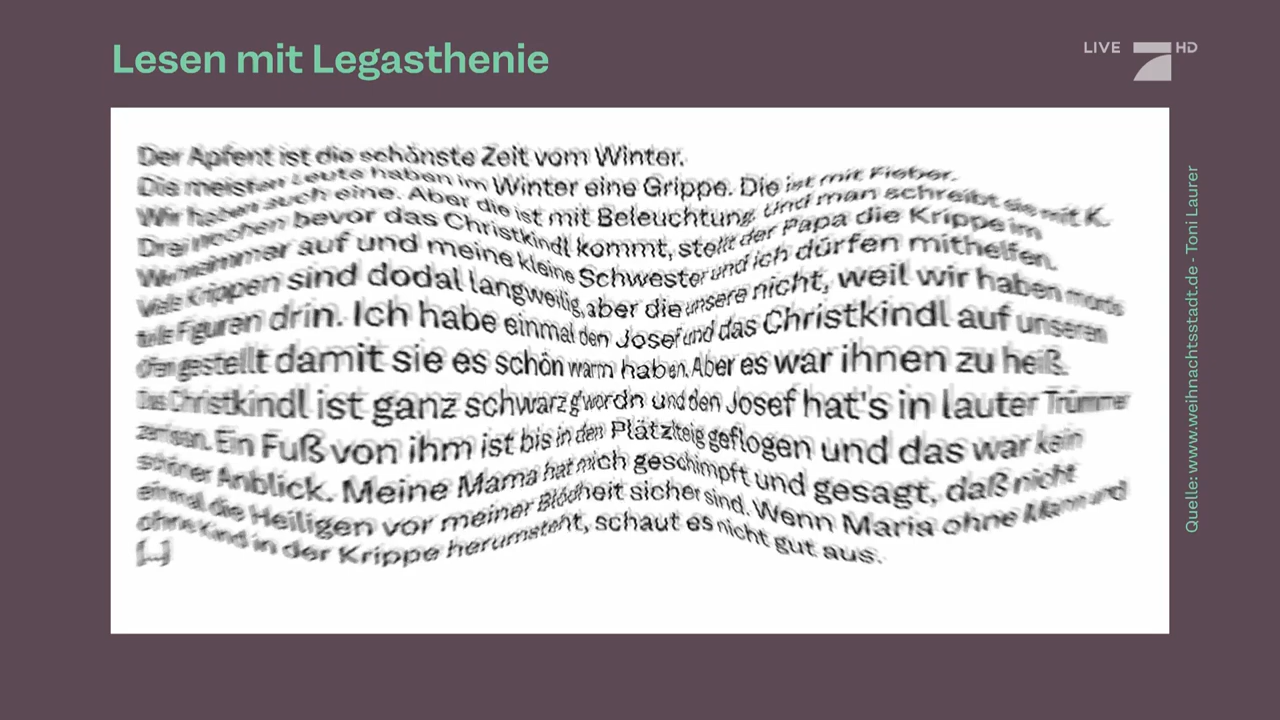 Lesen mit Legasthenie
LIVE HD
Der Apfent ist die schönste Zeit vom Winter.
Die meisten Leute haben im Winter eine Grippe. Die ist mit Fieber.
Wir haben auch eine. Aber die ist mit Beleuchtung. Und man schreibt sie mit K.
Drei Wochen bevor das Christkindl kommt, stellt der Papa die Krippe im
Wohnzimmer auf und meine kleine Schwester und ich dürfen mithelfen.
Viele Krippen sind dodal langweilig, aber die unsere nicht, weil wir haben mords
tolle Figuren drin. Ich habe einmal den Josef und das Christkindl auf unseren
Ofen gestellt damit sie es schön warm haben. Aber es war ihnen zu heiß.
Das Christkindl ist ganz schwarz g'wordn und den Josef hat's in lauter Trümmer
zerrissn. Ein Fuß von ihm ist bis in den Plätzlteig geflogen und das war kein
schöner Anblick. Meine Mama hat mich geschimpft und gesagt, daß nicht
einmal die Heiligen vor meiner Blödheit sicher sind. Wenn Maria ohne Mann und
ohne Kind in der Krippe herumsteht, schaut es nicht gut aus.
[...]
Quelle: www.weihnachtsstadt.de - Toni Laurer